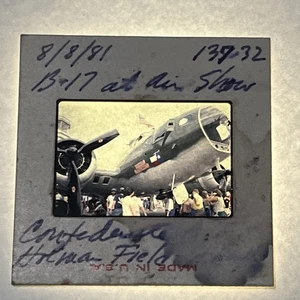 8/8/81 139-32
B-17 at Air Show
Confederate
Holman Field
MADE IN U.S.A.